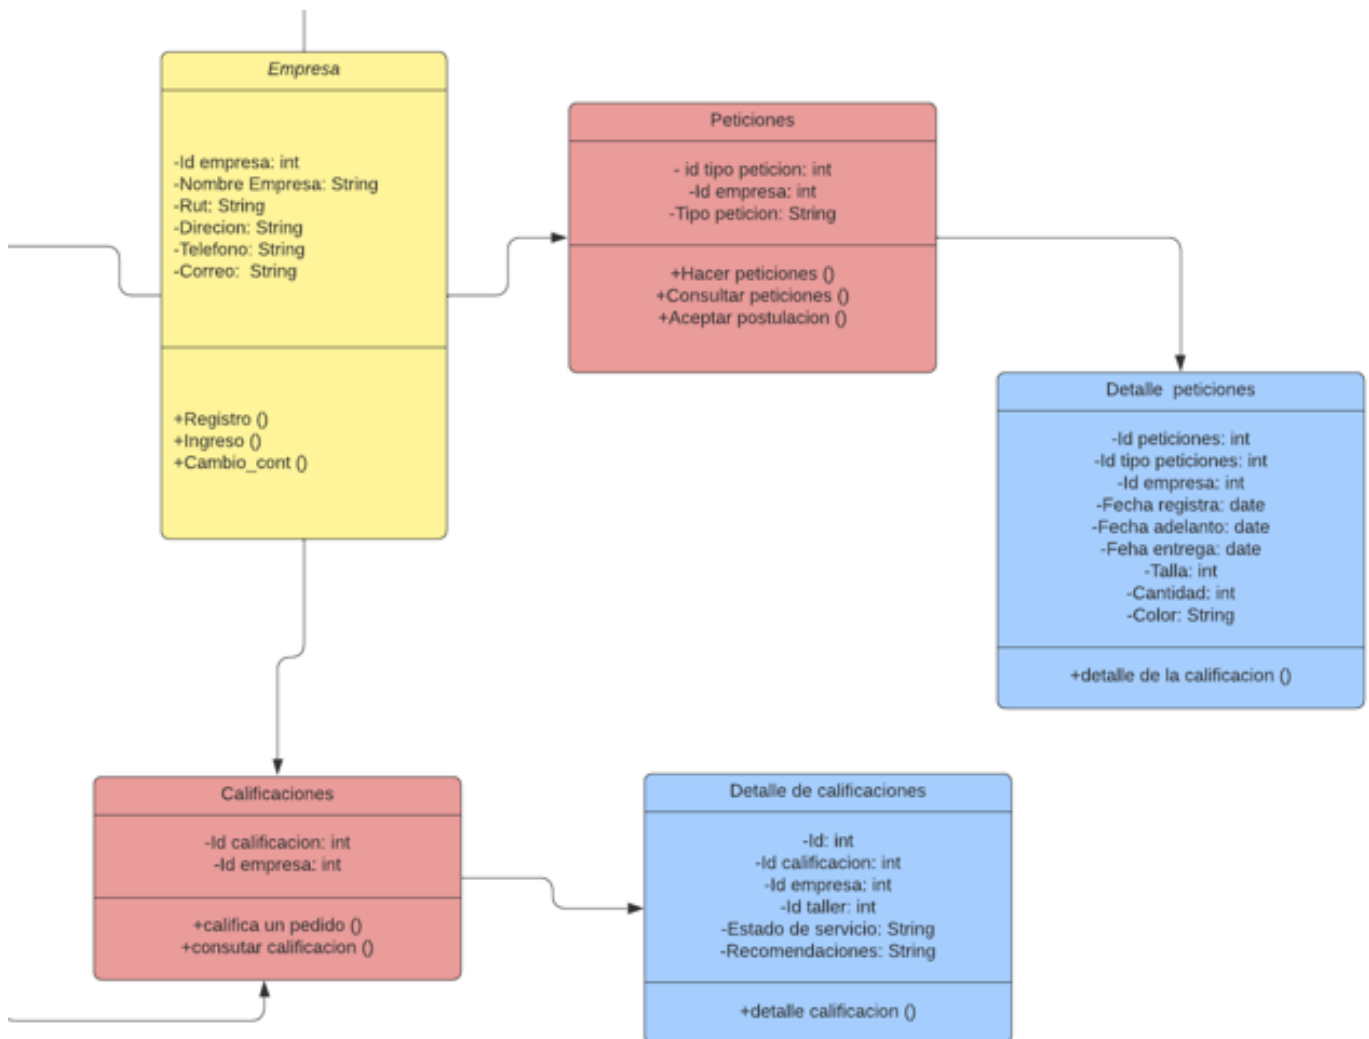 Empresa
-Id empresa: int
-Nombre Empresa: String
-Rut: String
-Direcion: String
-Telefono: String
-Correo:  String
+Registro ()
+Ingreso ()
+Cambio_cont ()
Peticiones
- id tipo peticion: int
-Id empresa: int
-Tipo peticion: String
+Hacer peticiones ()
+Consultar peticiones ()
+Aceptar postulacion ()
Detalle  peticiones
-Id peticiones: int
-Id tipo peticiones: int
-Id empresa: int
-Fecha registra: date
-Fecha adelanto: date
-Feha entrega: date
-Talla: int
-Cantidad: int
-Color: String
+detalle de la calificacion ()
Calificaciones
-Id calificacion: int
-Id empresa: int
+califica un pedido ()
+consutar calificacion ()
Detalle de calificaciones
-Id: int
-Id calificacion: int
-Id empresa: int
-Id taller: int
-Estado de servicio: String
-Recomendaciones: String
+detalle calificacion ()